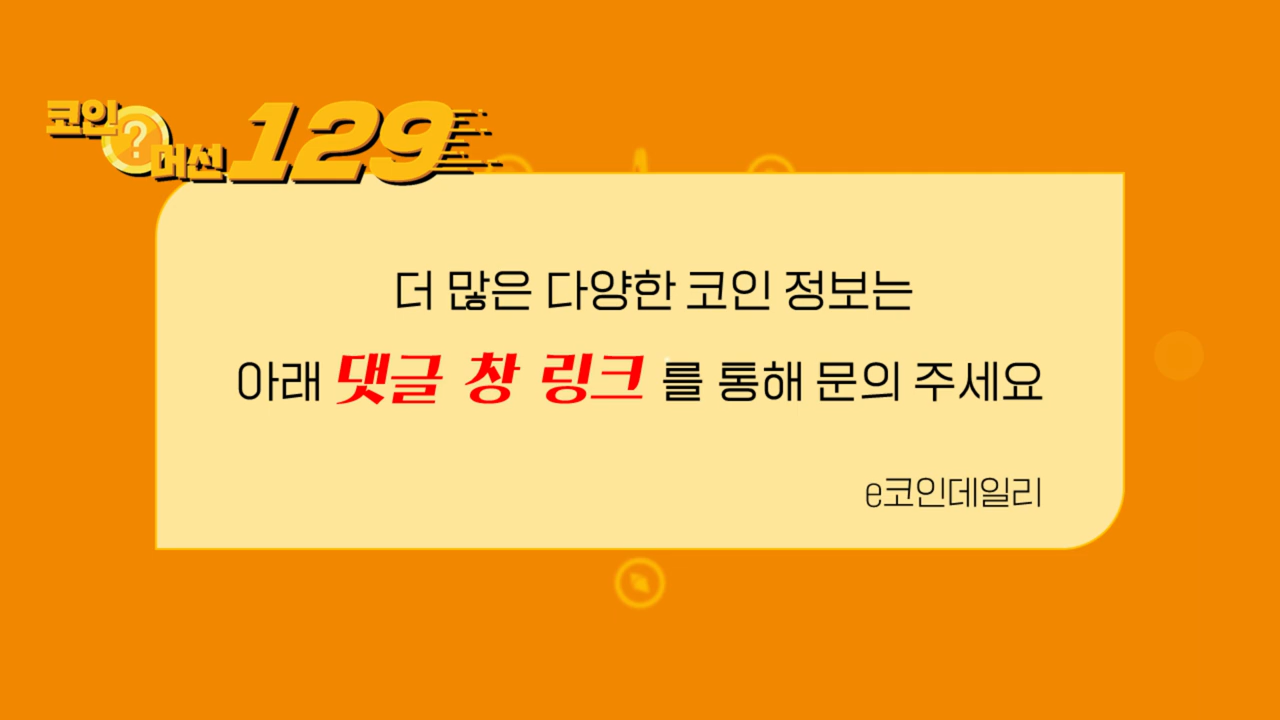 코인
머선
129
더 많은 다양한 코인 정보는
아래 댓글 창 링크 를 통해 문의 주세요
e코인데일리